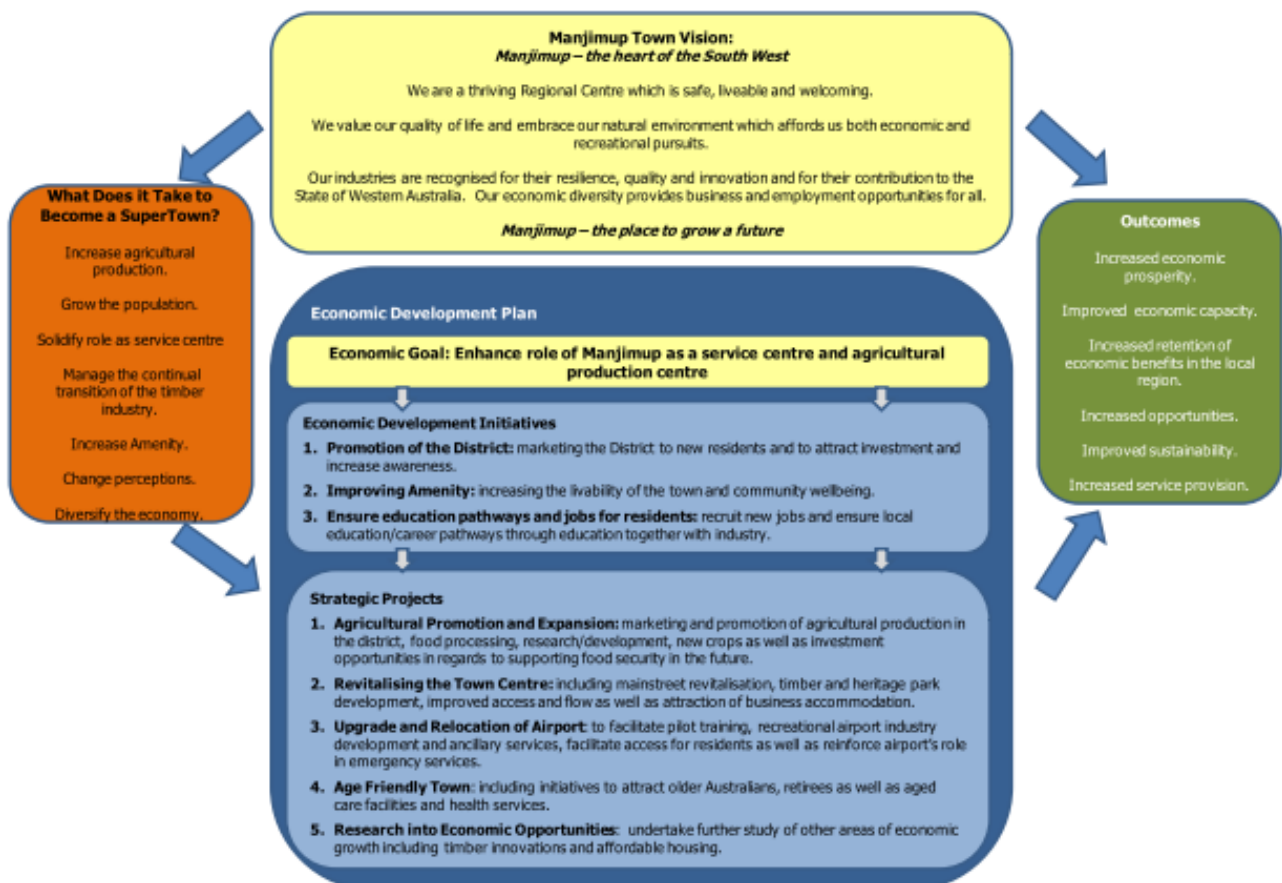 Manjimup Town Vision:
Manjimup – the heart of the South West
We are a thriving Regional Centre which is safe, liveable and welcoming.
We value our quality of life and embrace our natural environment which affords us both economic and
recreational pursuits.
Our industries are recognised for their resilience, quality and innovation and for their contribution to the
State of Western Australia. Our economic diversity provides business and employment opportunities for all.
Manjimup – the place to grow a future
What Does it Take to
Become a SuperTown?
Increase agricultural
production.
Grow the population.
Solidify role as service centre
Manage the continual
transition of the timber
industry.
Increase Amenity.
Change perceptions.
Diversify the economy.
Economic Development Plan
Economic Goal: Enhance role of Manjimup as a service centre and agricultural
production centre
Economic Development Initiatives
1. Promotion of the District: marketing the District to new residents and to attract investment and
increase awareness.
2. Improving Amenity: increasing the livability of the town and community wellbeing.
3. Ensure education pathways and jobs for residents: recruit new jobs and ensure local
education/career pathways through education together with industry.
Strategic Projects
1. Agricultural Promotion and Expansion: marketing and promotion of agricultural production in
the district, food processing, research/development, new crops as well as investment
opportunities in regards to supporting food security in the future.
2. Revitalising the Town Centre: including mainstreet revitalisation, timber and heritage park
development, improved access and flow as well as attraction of business accommodation.
3. Upgrade and Relocation of Airport: to facilitate pilot training, recreational airport industry
development and ancillary services, facilitate access for residents as well as reinforce airport's role
in emergency services.
4. Age Friendly Town: including initiatives to attract older Australians, retirees as well as aged
care facilities and health services.
5. Research into Economic Opportunities: undertake further study of other areas of economic
growth including timber innovations and affordable housing.
Outcomes
Increased economic
prosperity.
Improved economic capacity.
Increased retention of
economic benefits in the local
region.
Increased opportunities.
Improved sustainability.
Increased service provision.